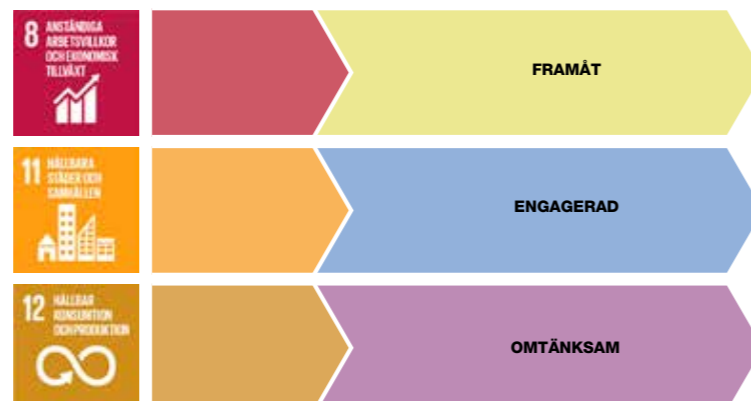 8 ANSTÄNDIGA
ARBETSVILLKOR
OCH EKONOMISK
TILLVÄXT
FRAMÅT
11 HÅLLBARA
STÄDER OCH
SAMHÄLLEN
ENGAGERAD
12 HÅLLBAR
KONSUMTION
OCH PRODUKTION
OMTÄNKSAM